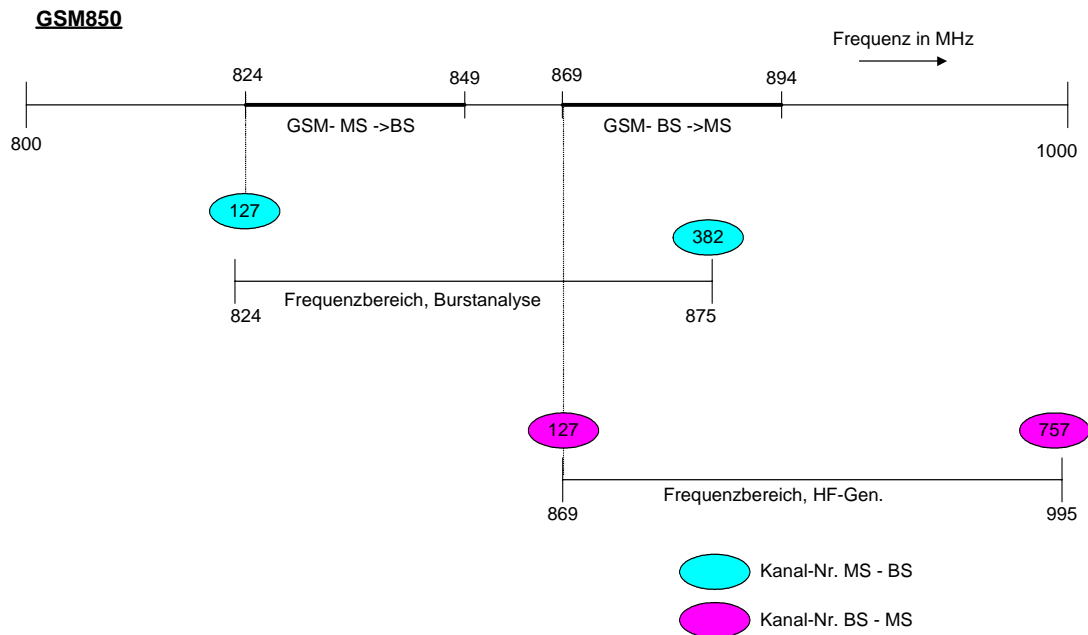 GSM850
Frequenz in MHz
824
849
869
894
GSM- MS ->BS
GSM- BS ->MS
800
1000
127
382
Frequenzbereich, Burstanalyse
824
875
127
757
Frequenzbereich, HF-Gen.
869
995
Kanal-Nr. MS - BS
Kanal-Nr. BS - MS